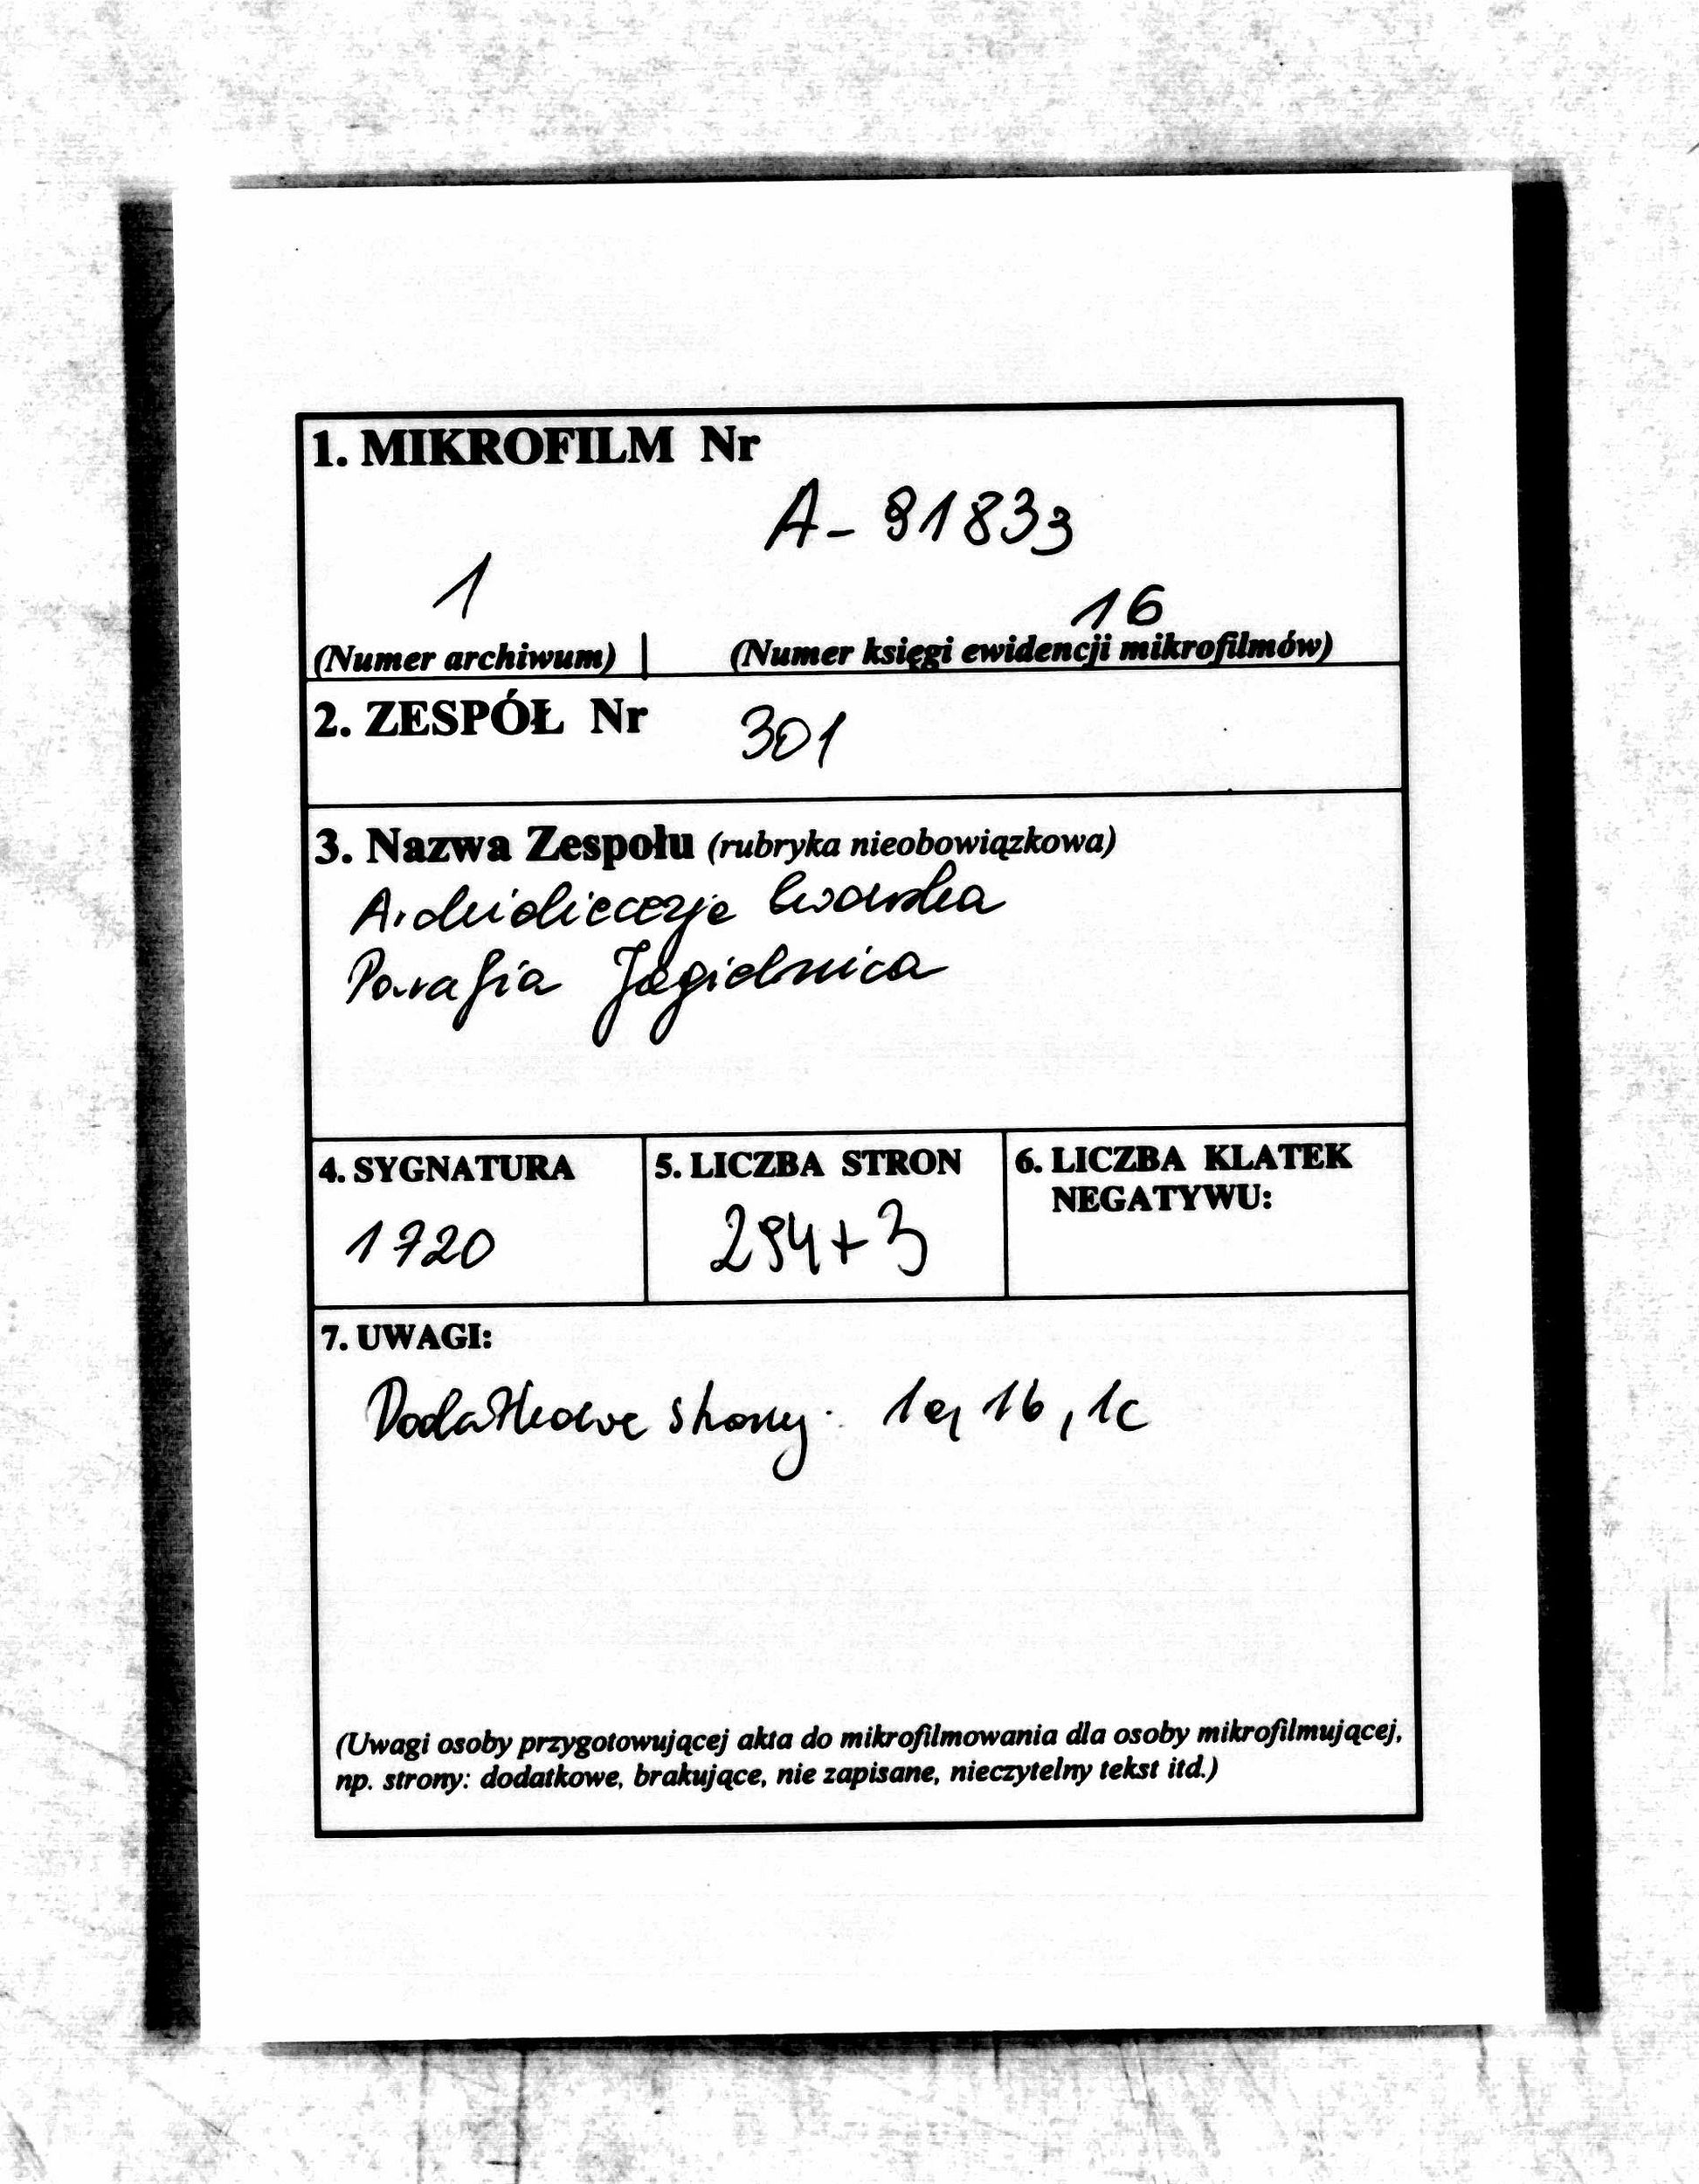 1. MIKROFILM Nr
A- 91833
1
16
(Numer archiwum) | (Numer księgi ewidencji mikrofilmów)
2. ZESPÓŁ Nr 301
3. Nazwa Zespołu (rubryka nieobowiązkowa)
Archidiecezja Lwowska
Parafia Jagielnica
4. SYGNATURA
1720
5. LICZBA STRON
294+3
6. LICZBA KLATEK
NEGATYWU:
7. UWAGI:
Dodatkowe strony: 1a, 1b, 1c
(Uwagi osoby przygotowującej akta do mikrofilmowania dla osoby mikrofilmującej,
np. strony: dodatkowe, brakujące, nie zapisane, nieczytelny tekst itd.)